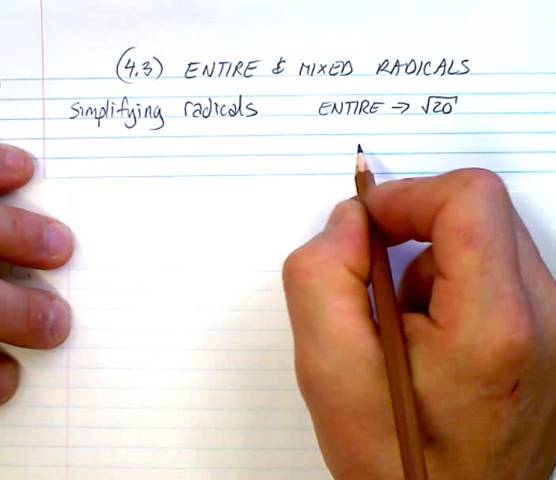 (4.3) ENTIRE & MIXED RADICALS
simplifying radicals ENTIRE → √20